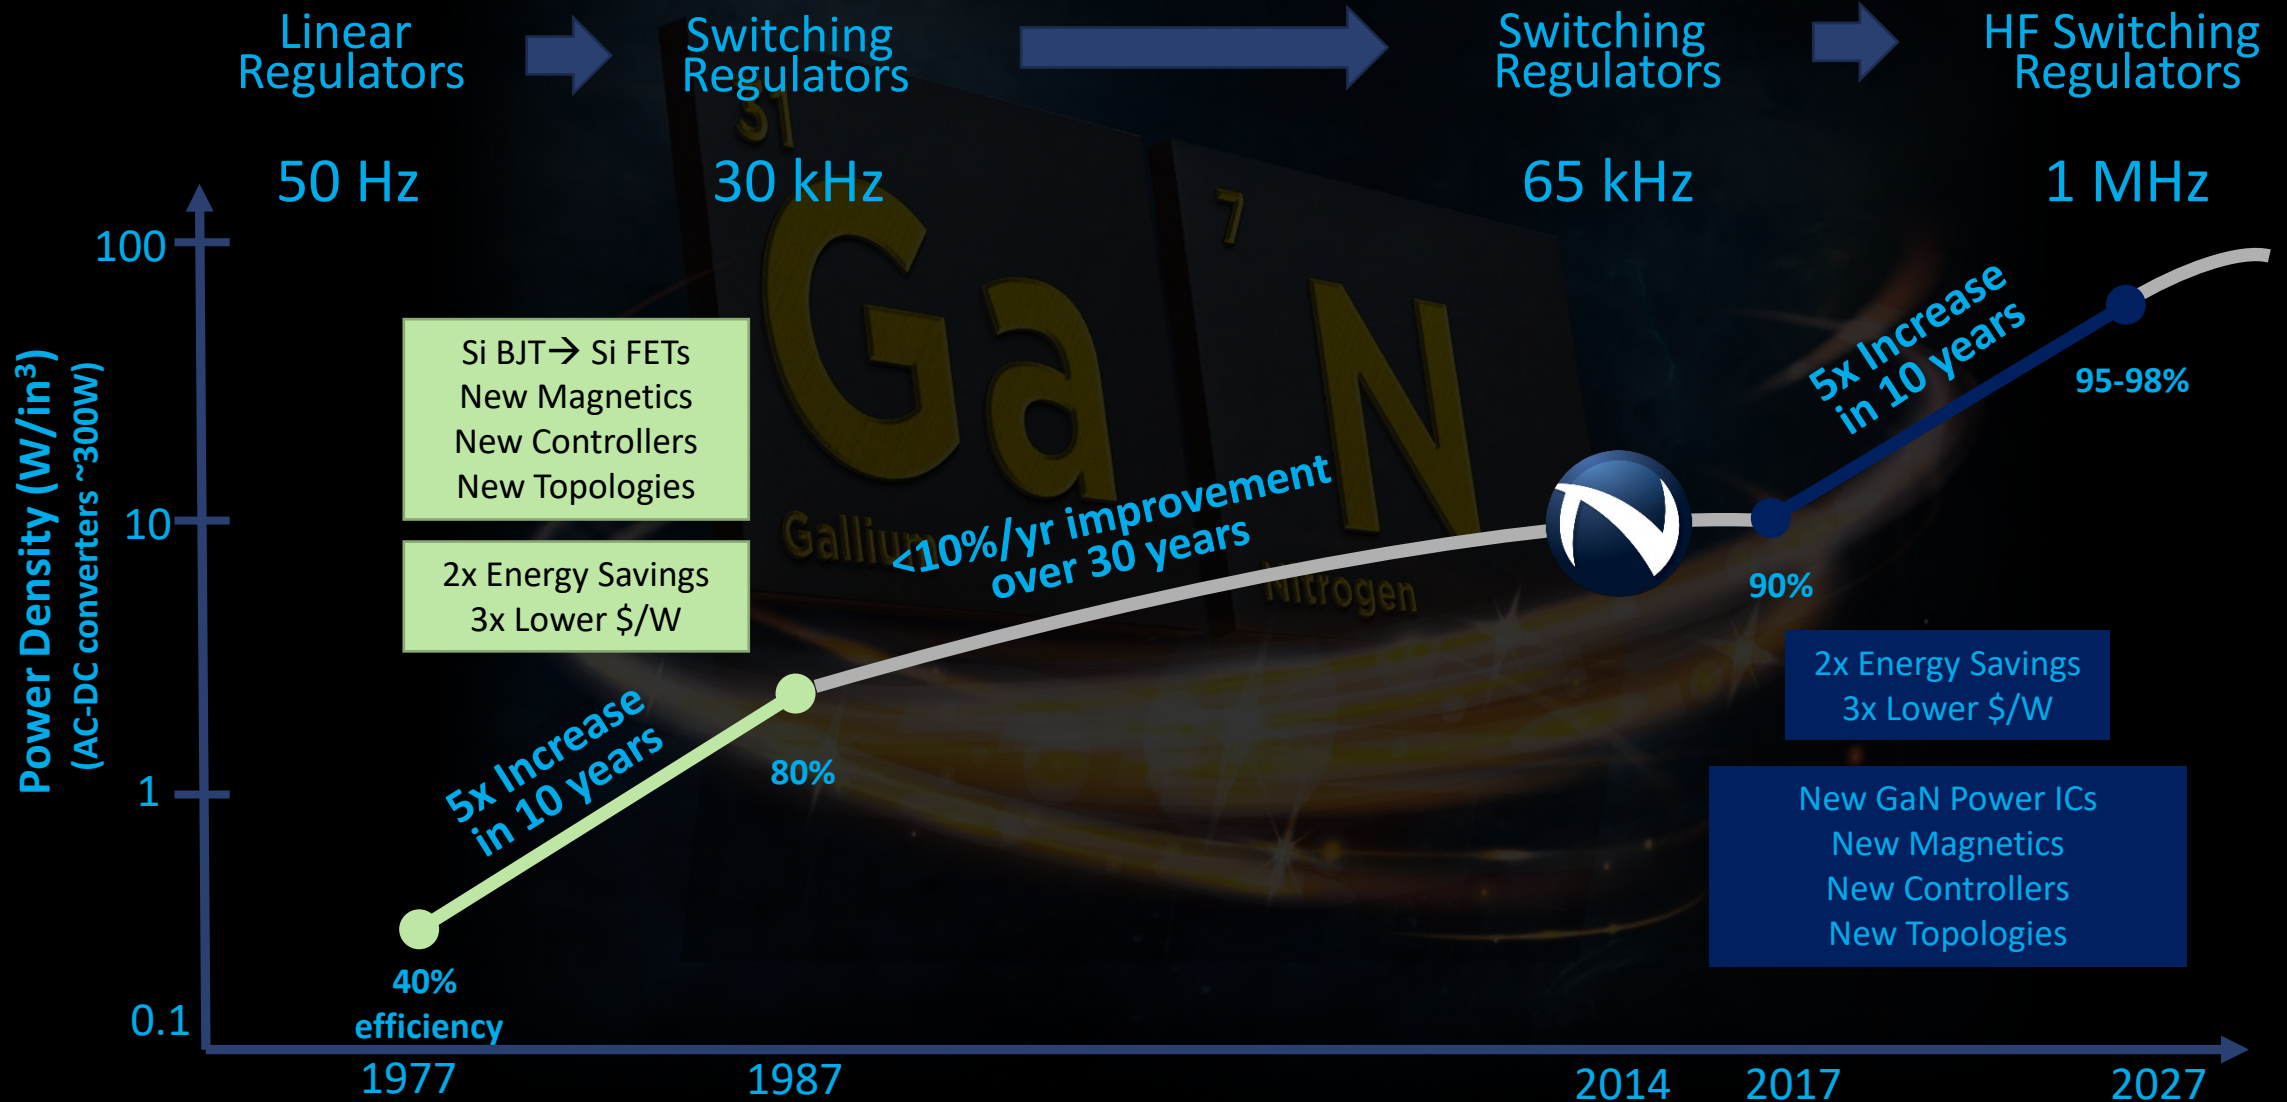 Linear
Regulators
Switching
Regulators
Switching
Regulators
HF Switching
Regulators
50 Hz
30 kHz
65 kHz
1 MHz
31
Ga
Gallium
7
N
Nitrogen
Power Density (W/in³)
(AC-DC converters ~300W)
100
10
1
0.1
Si BJT→ Si FETs
New Magnetics
New Controllers
New Topologies
2x Energy Savings
3x Lower $/W
5x Increase
in 10 years
<10%/yr improvement
over 30 years
5x Increase
in 10 years
40%
efficiency
80%
90%
95-98%
2x Energy Savings
3x Lower $/W
New GaN Power ICs
New Magnetics
New Controllers
New Topologies
1977
1987
2014
2017
2027